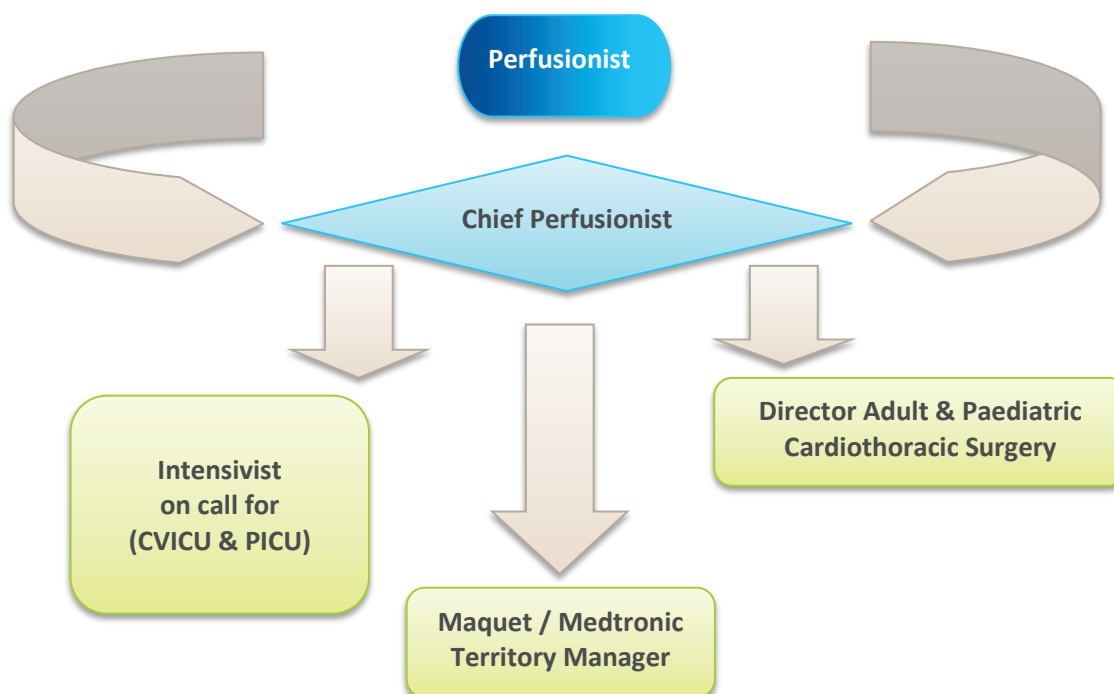 Perfusionist
Chief Perfusionist
Director Adult & Paediatric
Cardiothoracic Surgery
Intensivist
on call for
(CVICU & PICU)
Maquet / Medtronic
Territory Manager